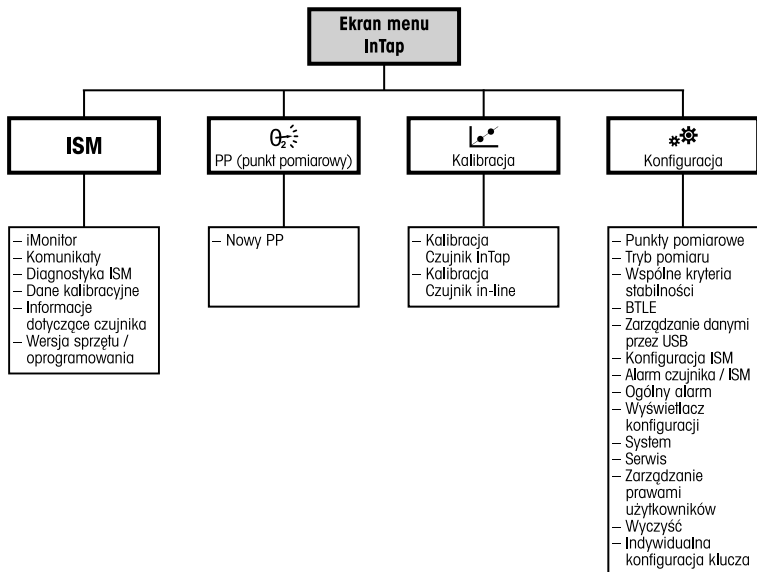 Ekran menu
InTap
ISM
O₂
PP (punkt pomiarowy)
Kalibracja
Konfiguracja
– iMonitor
– Komunikaty
– Diagnostyka ISM
– Dane kalibracyjne
– Informacje
dotyczące czujnika
– Wersja sprzętu /
oprogramowania
– Nowy PP
– Kalibracja
Czujnik InTap
– Kalibracja
Czujnik in-line
– Punkty pomiarowe
– Tryb pomiaru
– Wspólne kryteria
stabilności
– BTLE
– Zarządzanie danymi
przez USB
– Konfiguracja ISM
– Alarm czujnika / ISM
– Ogólny alarm
– Wyświetlacz
konfiguracji
– System
– Serwis
– Zarządzanie
prawami
użytkowników
– Wyczyść
– Indywidualna
konfiguracja klucza